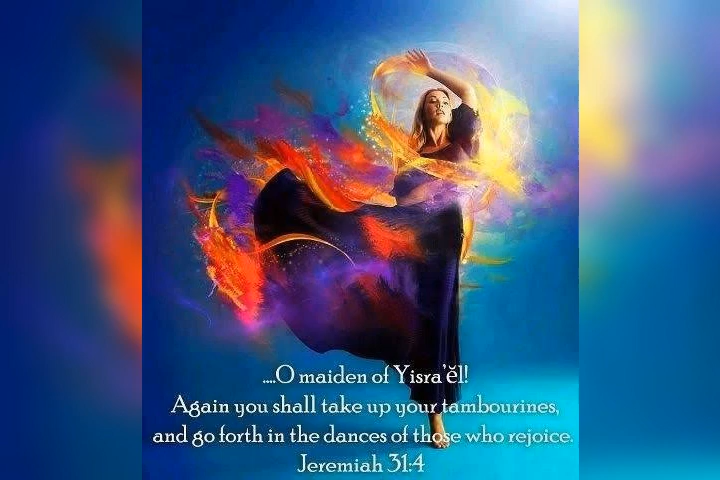 ....O maiden of Yisra'ĕl!
Again you shall take up your tambourines,
and go forth in the dances of those who rejoice.
Jeremiah 31:4